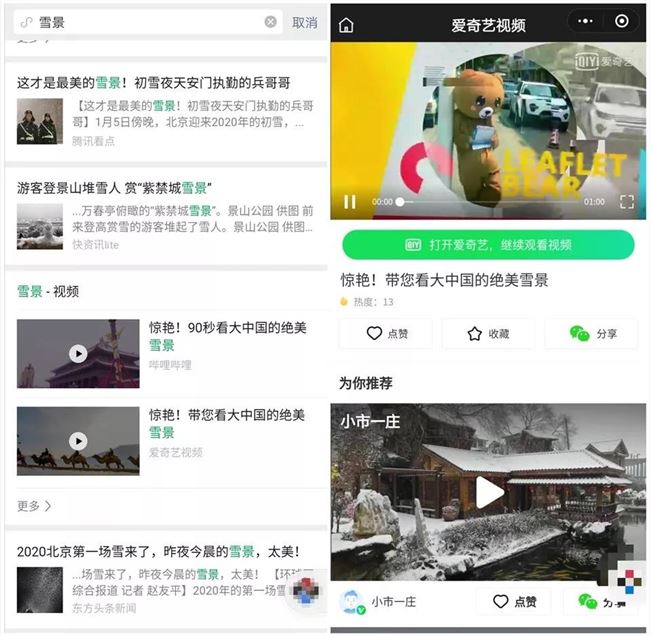 雪景
取消
更多
这才是最美的雪景！初雪夜天安门执勤的兵哥哥
【这才是最美的雪景！初雪夜天安门执勤的兵哥
哥】1月5日傍晚，北京迎来2020年的初雪，...
腾讯看点
游客登景山堆雪人 赏“紫禁城雪景”
...万春亭俯瞰的“紫禁城雪景”。景山公园 供图 前
来登高赏雪的游客堆起了雪人。景山公园 供图...
快资讯lite
雪景 - 视频
惊艳！90秒看大中国的绝美
雪景
哔哩哔哩
惊艳！带您看大中国的绝美
雪景
爱奇艺视频
更多
2020北京第一场雪来了，昨夜今晨的雪景，太美！
...场雪来了，昨夜今晨的雪景，太美！ 【环球
综合报道 记者 赵友平】2020年的第一场雪
东方头条新闻
爱奇艺视频
QIY 爱奇艺
LEAFLET
BEAR
00:00
01:00
QIY 打开爱奇艺，继续观看视频
惊艳！带您看大中国的绝美雪景
热度：13
点赞
收藏
分享
为你推荐
小市一庄
小市一庄
点赞
分享